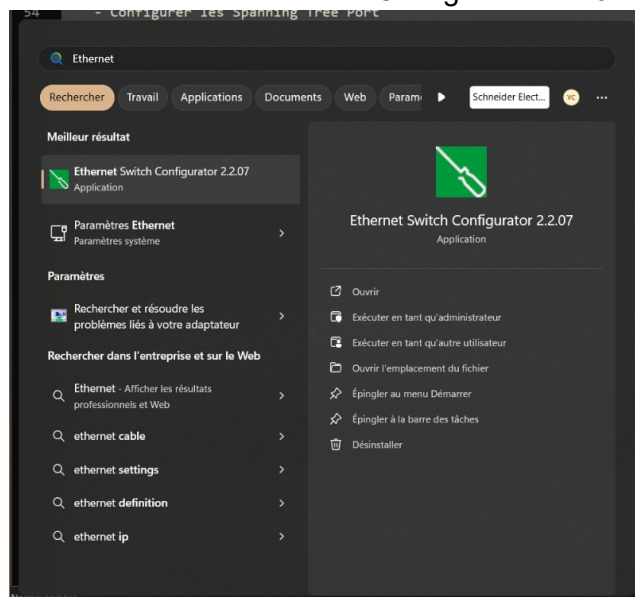 54 - Configurer les Spanning Tree Port
Ethernet
Rechercher Travail Applications Documents Web Param Schneider Elect... VC ...
Meilleur résultat
Ethernet Switch Configurator 2.2.07
Application
Paramètres Ethernet
Paramètres système
Paramètres
Rechercher et résoudre les
problèmes liés à votre adaptateur
Rechercher dans l'entreprise et sur le Web
Ethernet - Afficher les résultats
professionnels et Web
ethernet cable
ethernet settings
ethernet definition
ethernet ip
Ethernet Switch Configurator 2.2.07
Application
Ouvrir
Exécuter en tant qu'administrateur
Exécuter en tant qu'autre utilisateur
Ouvrir l'emplacement du fichier
Épingler au menu Démarrer
Épingler à la barre des tâches
Désinstaller